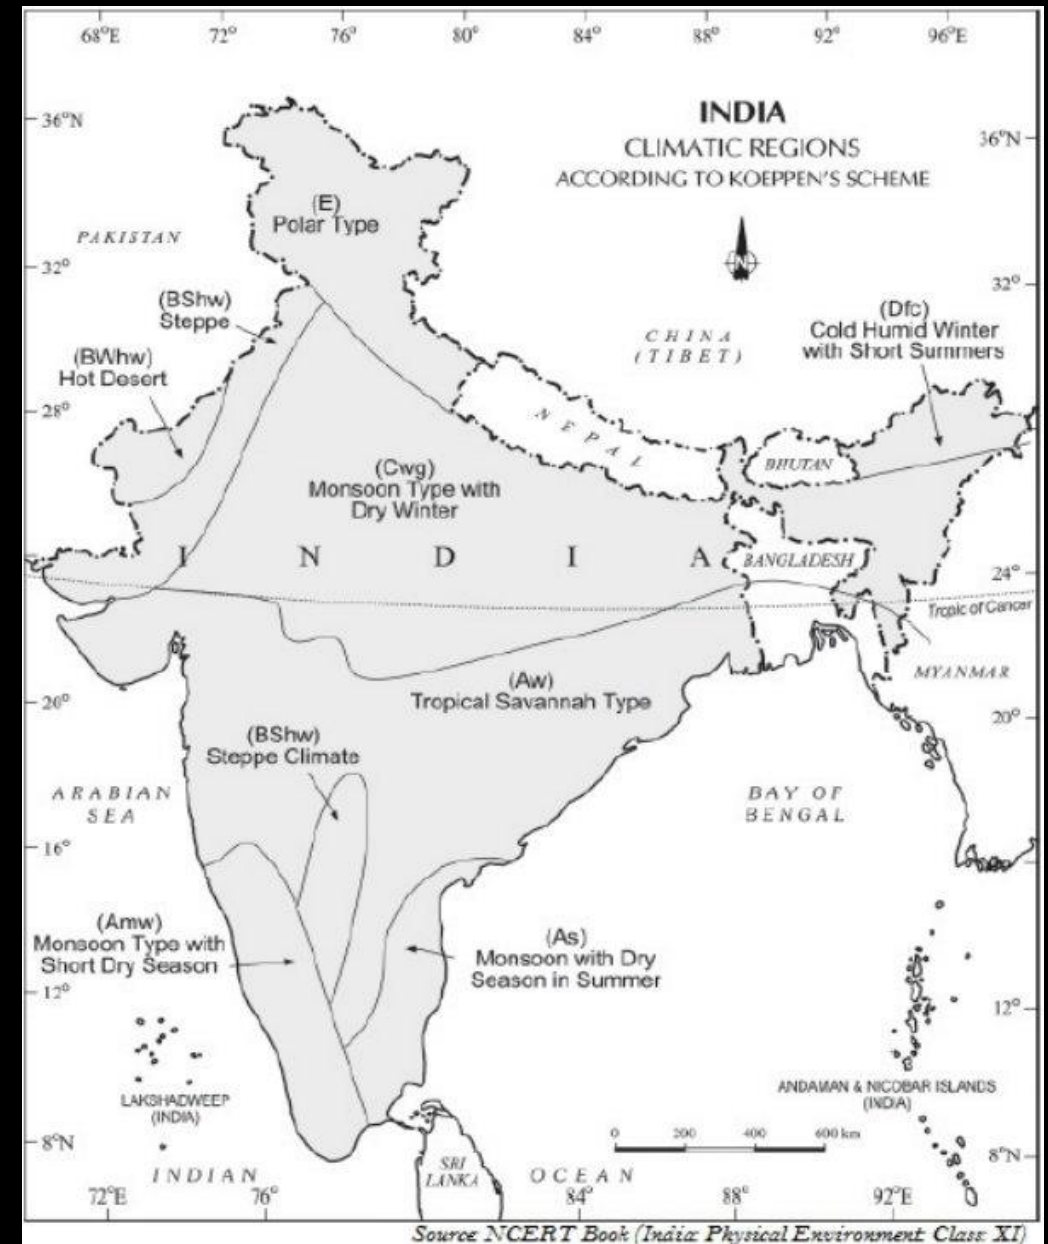 68°E 72° 76° 80° 84° 88° 92° 96°E
INDIA
CLIMATIC REGIONS
ACCORDING TO KOEPPEN'S SCHEME
36°N
36°N
(E)
Polar Type
PAKISTAN
32°
32°
(BShw)
Steppe
(BWhw)
Hot Desert
CHINA
(TIBET)
(Dfc)
Cold Humid Winter
with Short Summers
28°
28°
NEPAL
BHUTAN
(Cwg)
Monsoon Type with
Dry Winter
I N D I A
BANGLADESH
24°
Tropic of Cancer
MYANMAR
(Aw)
Tropical Savannah Type
20°
20°
(BShw)
Steppe Climate
ARABIAN
SEA
BAY OF
BENGAL
16°
(Amw)
Monsoon Type with
Short Dry Season
(As)
Monsoon with Dry
Season in Summer
12°
12°
LAKSHADWEEP
(INDIA)
ANDAMAN & NICOBAR ISLANDS
(INDIA)
0 200 400 600 km
8°N
8°N
SRI
LANKA
INDIAN OCEAN
72°E 76° 84° 88° 92°E
Source: NCERT Book (India: Physical Environment Class: XI)